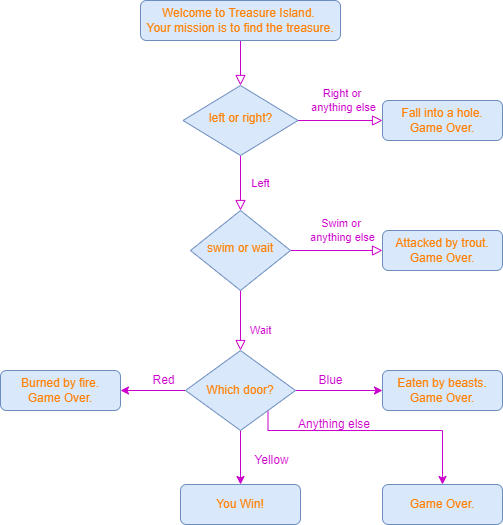 Welcome to Treasure Island.
Your mission is to find the treasure.
left or right?
Right or
anything else
Fall into a hole.
Game Over.
Left
swim or wait
Swim or
anything else
Attacked by trout.
Game Over.
Wait
Which door?
Red
Burned by fire.
Game Over.
Blue
Eaten by beasts.
Game Over.
Anything else
Yellow
You Win!
Game Over.